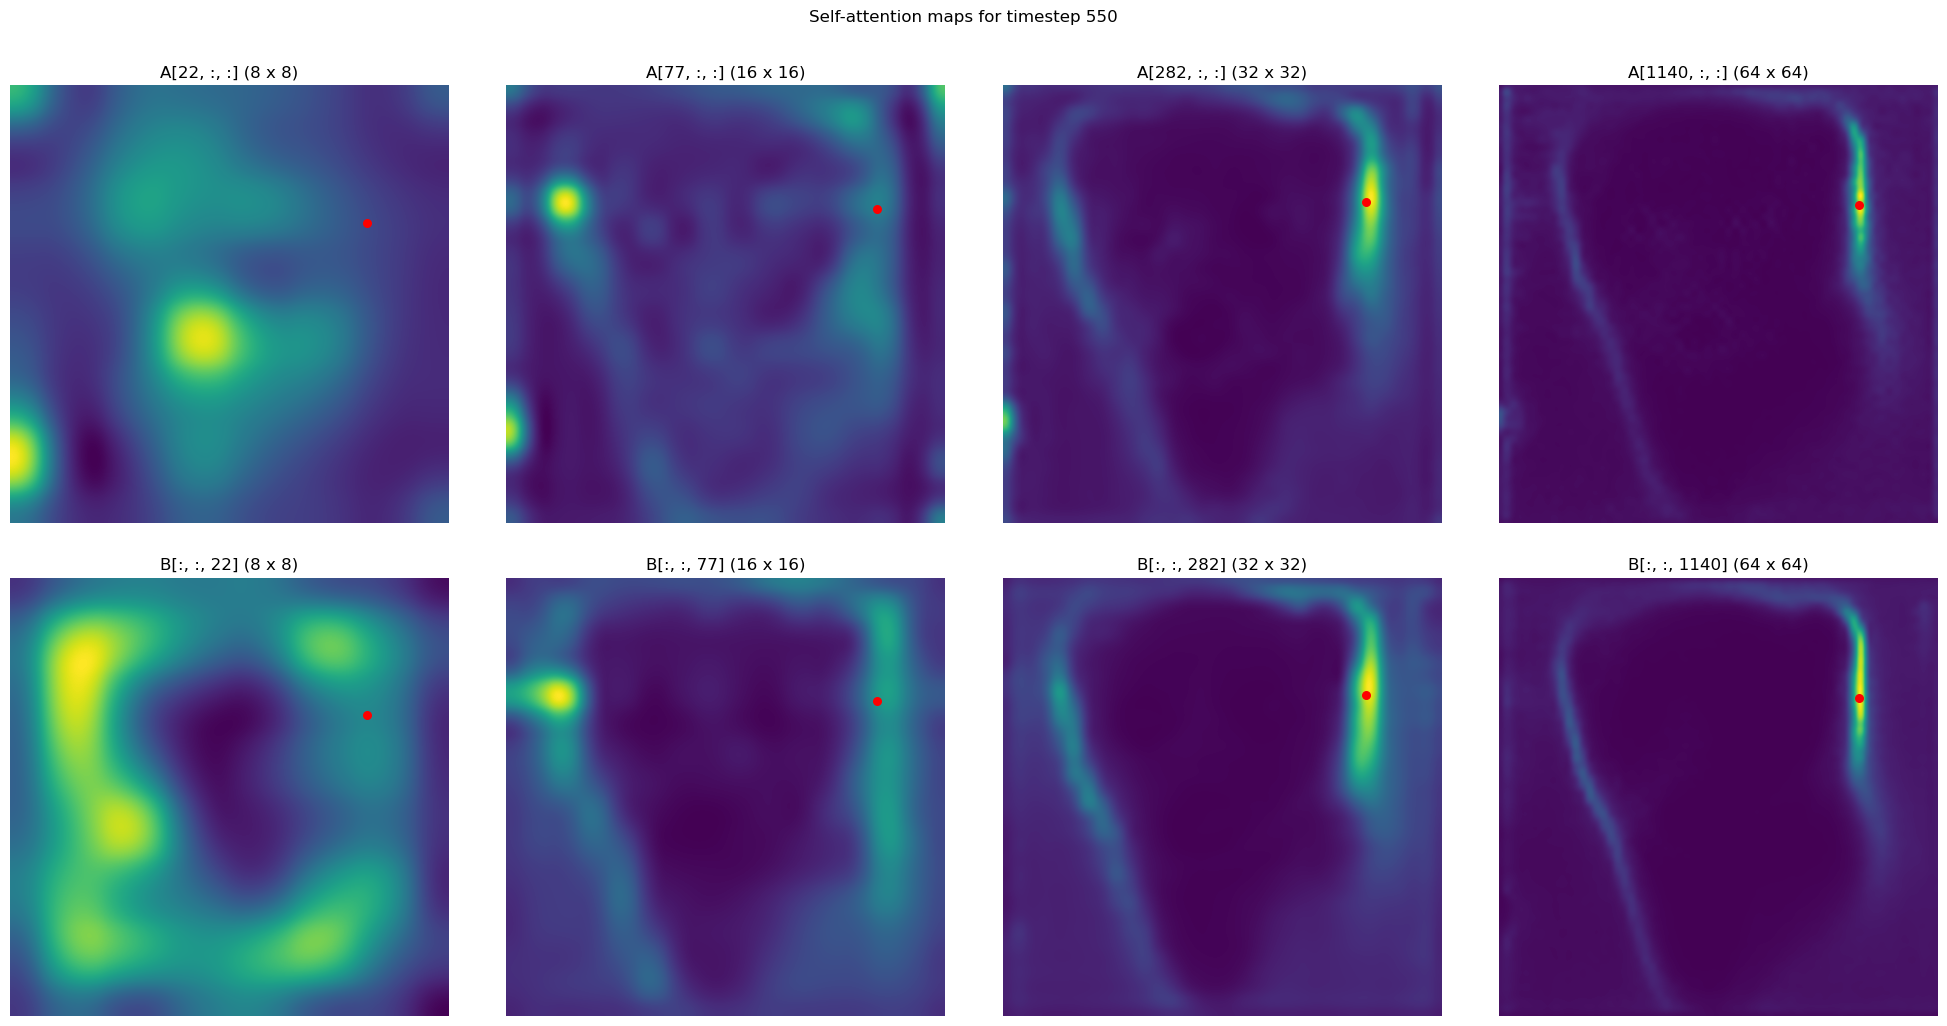 Self-attention maps for timestep 550
A[22, :, :] (8 x 8)
A[77, :, :] (16 x 16)
A[282, :, :] (32 x 32)
A[1140, :, :] (64 x 64)
B[:, :, 22] (8 x 8)
B[:, :, 77] (16 x 16)
B[:, :, 282] (32 x 32)
B[:, :, 1140] (64 x 64)